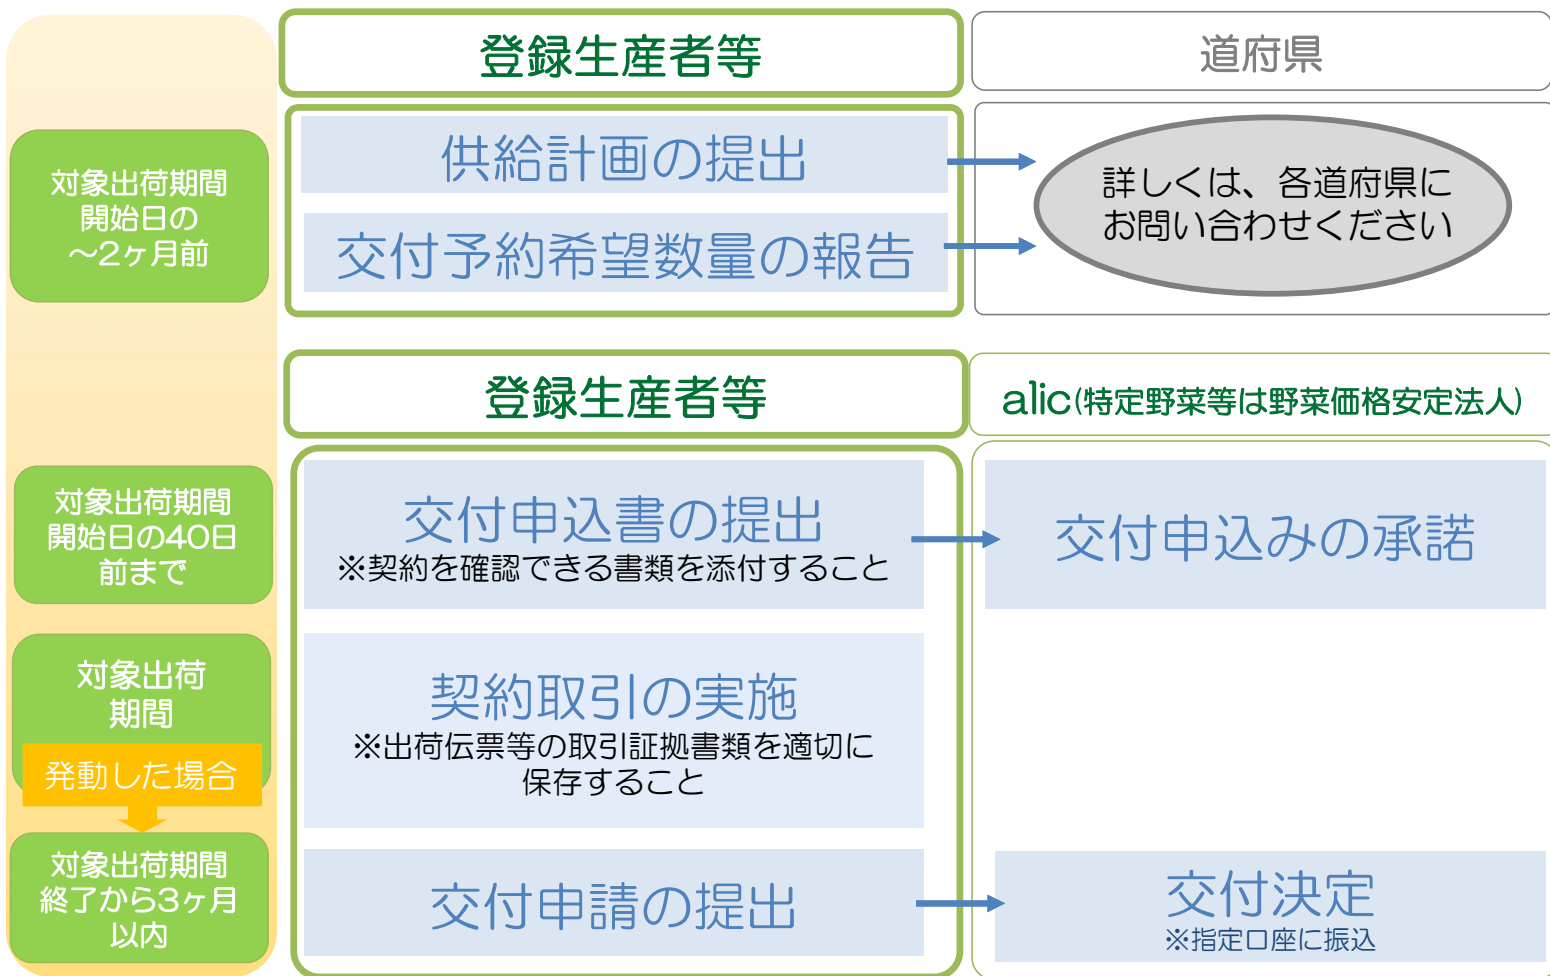 登録生産者等
道府県
対象出荷期間
開始日の
～2ヶ月前
供給計画の提出
交付予約希望数量の報告
詳しくは、各道府県に
お問い合わせください
登録生産者等
alic(特定野菜等は野菜価格安定法人)
対象出荷期間
開始日の40日
前まで
交付申込書の提出
※契約を確認できる書類を添付すること
交付申込みの承諾
対象出荷
期間
発動した場合
契約取引の実施
※出荷伝票等の取引証拠書類を適切に
保存すること
対象出荷期間
終了から3ヶ月
以内
交付申請の提出
交付決定
※指定口座に振込